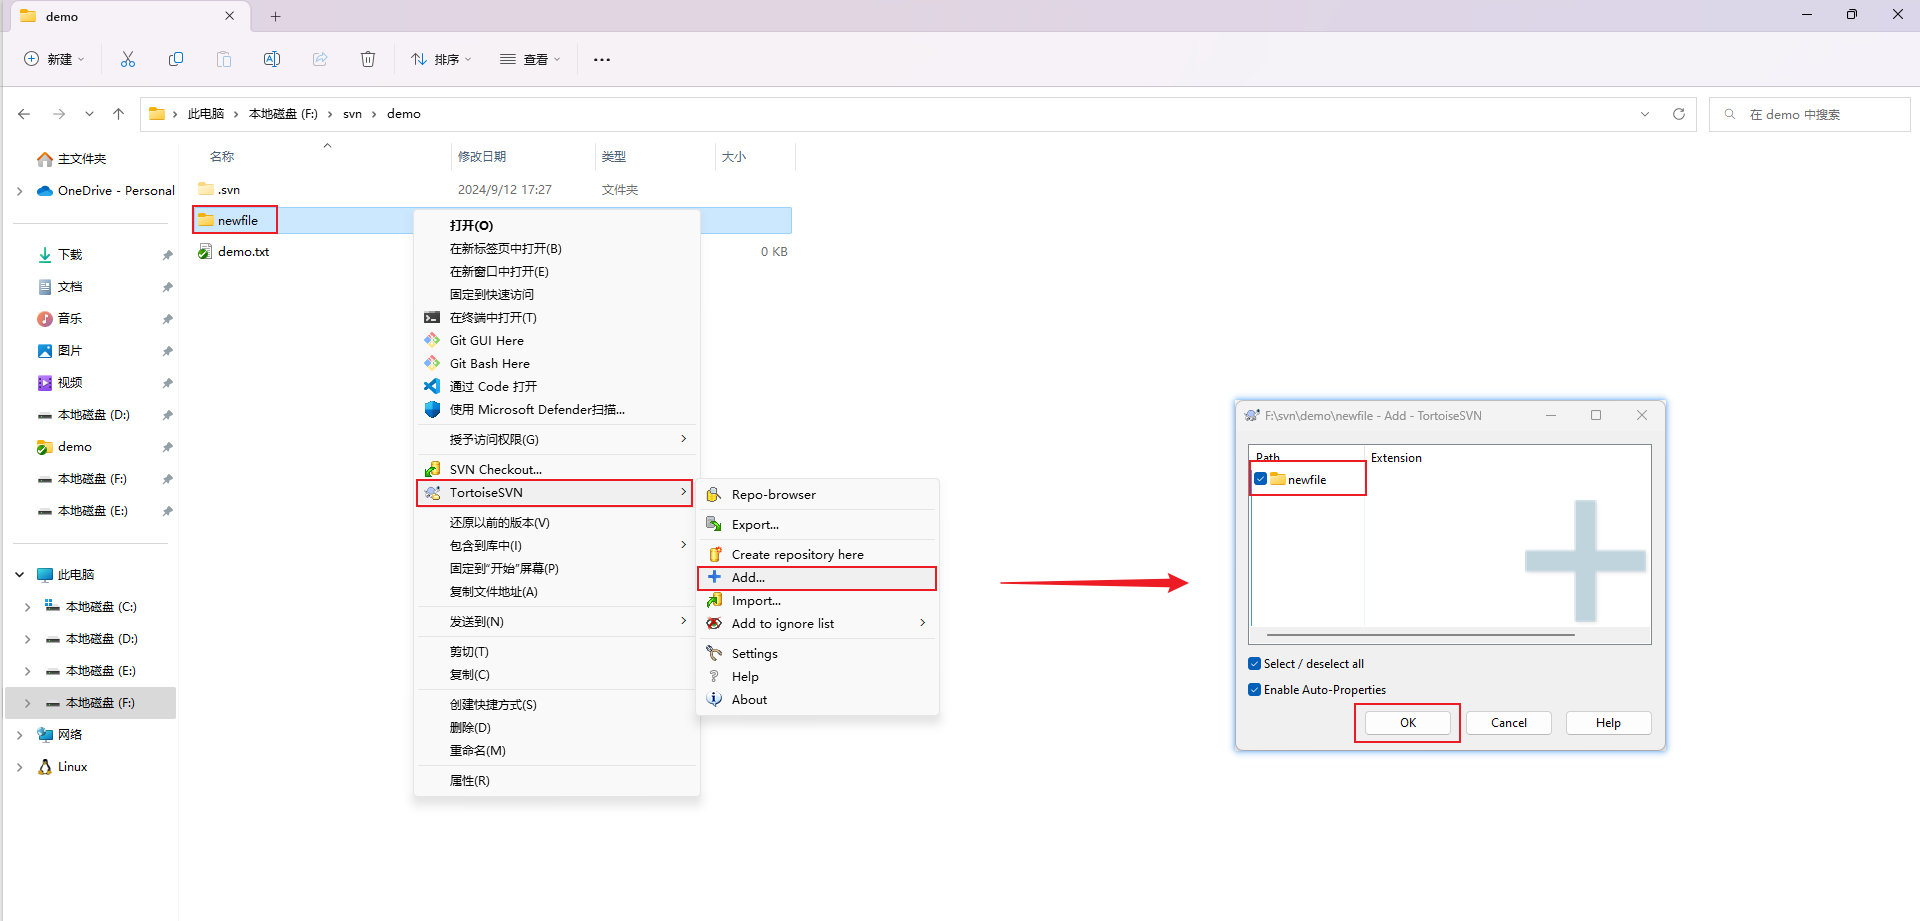 demo
新建
排序
查看
此电脑
本地磁盘 (F:)
svn
demo
在 demo 中搜索
主文件夹
OneDrive - Personal
下载
文档
音乐
图片
视频
本地磁盘 (D:)
demo
本地磁盘 (F:)
本地磁盘 (E:)
此电脑
本地磁盘 (C:)
本地磁盘 (D:)
本地磁盘 (E:)
本地磁盘 (F:)
网络
Linux
名称 修改日期 类型 大小
.svn 2024/9/12 17:27 文件夹
newfile
demo.txt 0 KB
打开(O)
在新标签页中打开(B)
在新窗口中打开(E)
固定到快速访问
在终端中打开(T)
Git GUI Here
Git Bash Here
通过 Code 打开
使用 Microsoft Defender扫描...
授予访问权限(G)
SVN Checkout...
TortoiseSVN
还原以前的版本(V)
包含到库中(I)
固定到"开始"屏幕(P)
复制文件地址(A)
发送到(N)
剪切(T)
复制(C)
创建快捷方式(S)
删除(D)
重命名(M)
属性(R)
Repo-browser
Export...
Create repository here
Add...
Import...
Add to ignore list
Settings
Help
About
F:\svn\demo\newfile - Add - TortoiseSVN
Path Extension
newfile
Select / deselect all
Enable Auto-Properties
OK Cancel Help